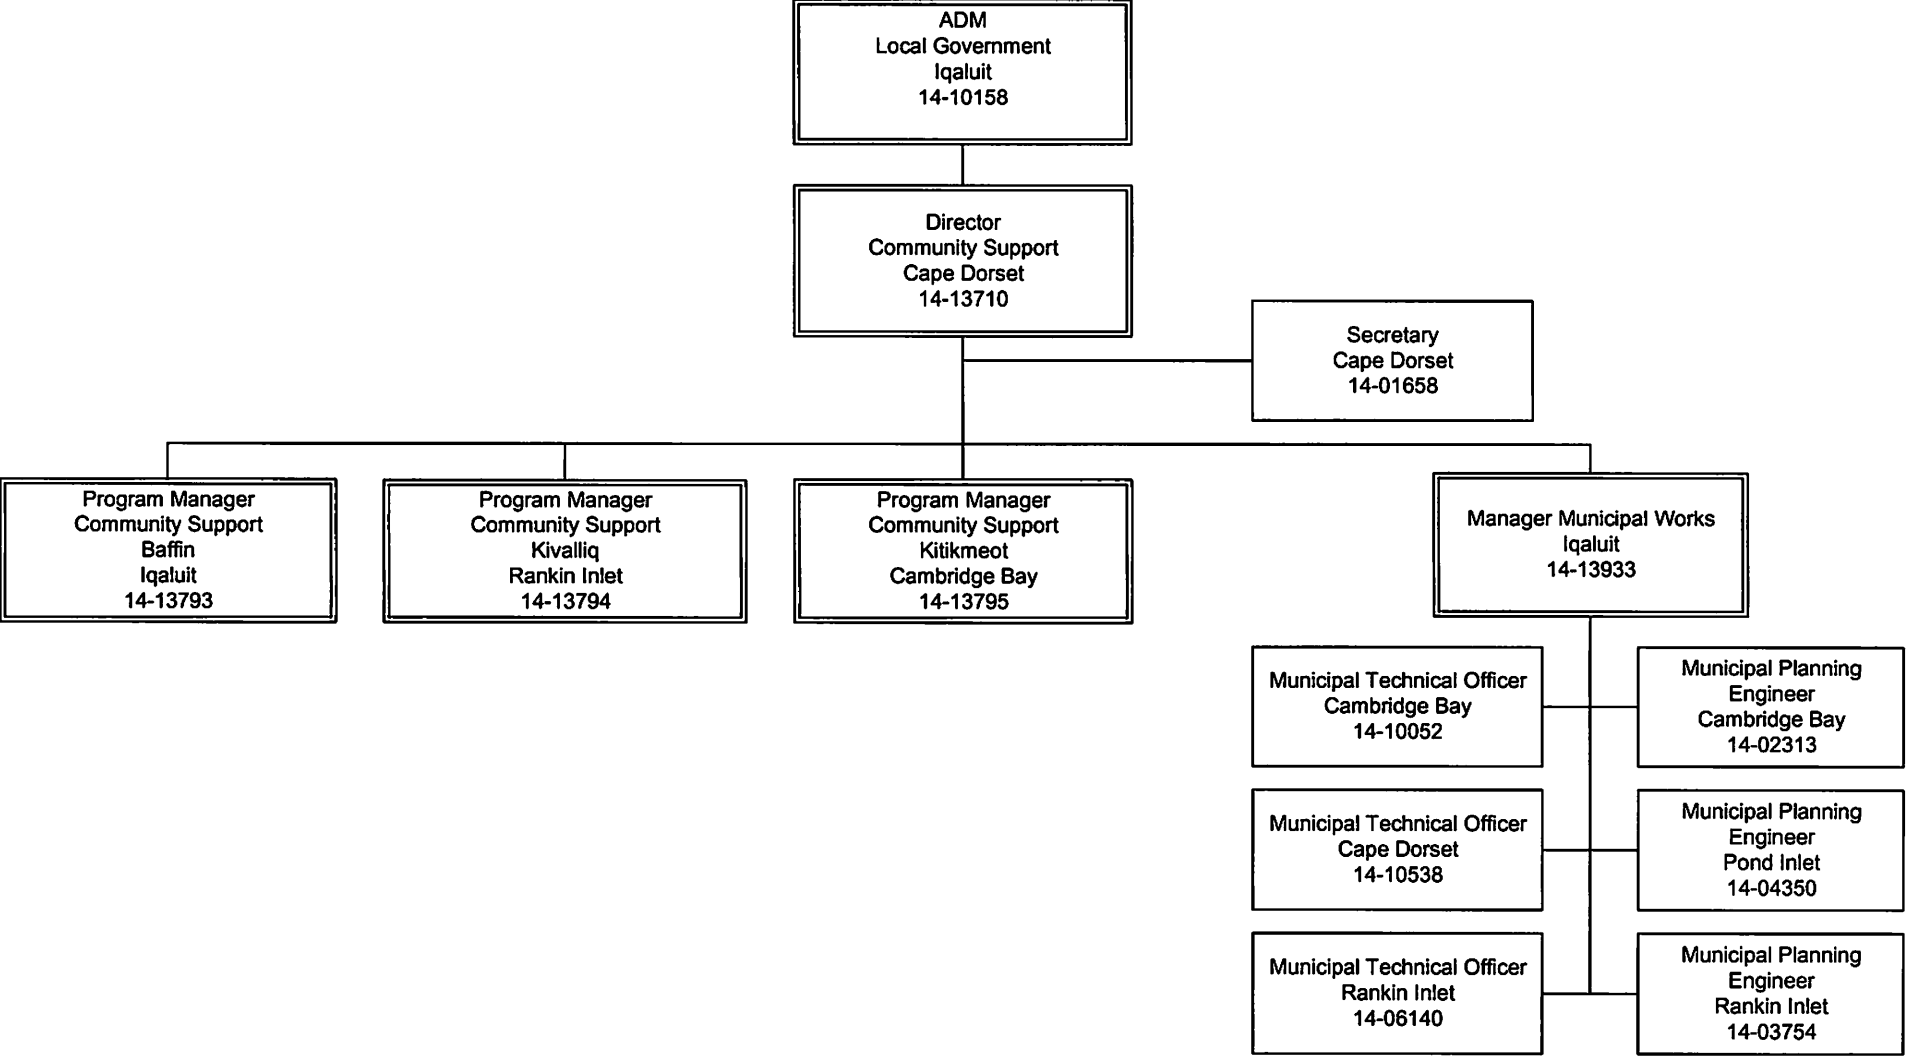 ADM
Local Government
Iqaluit
14-10158
Director
Community Support
Cape Dorset
14-13710
Secretary
Cape Dorset
14-01658
Program Manager
Community Support
Baffin
Iqaluit
14-13793
Program Manager
Community Support
Kivalliq
Rankin Inlet
14-13794
Program Manager
Community Support
Kitikmeot
Cambridge Bay
14-13795
Manager Municipal Works
Iqaluit
14-13933
Municipal Technical Officer
Cambridge Bay
14-10052
Municipal Planning
Engineer
Cambridge Bay
14-02313
Municipal Technical Officer
Cape Dorset
14-10538
Municipal Planning
Engineer
Pond Inlet
14-04350
Municipal Technical Officer
Rankin Inlet
14-06140
Municipal Planning
Engineer
Rankin Inlet
14-03754